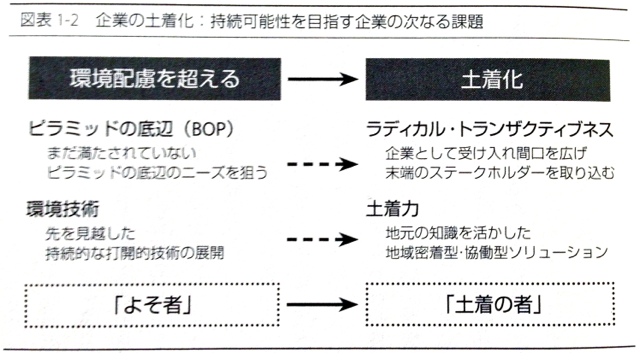 図表 1-2 企業の土着化：持続可能性を目指す企業の次なる課題
環境配慮を超える
土着化
ピラミッドの底辺（BOP）
まだ満たされていない
ピラミッドの底辺のニーズを狙う
ラディカル・トランザクティブネス
企業として受け入れ間口を広げ
末端のステークホルダーを取り込む
環境技術
先を見越した
持続的な打開的技術の展開
土着力
地元の知識を活かした
地域密着型・協働型ソリューション
「よそ者」
「土着の者」